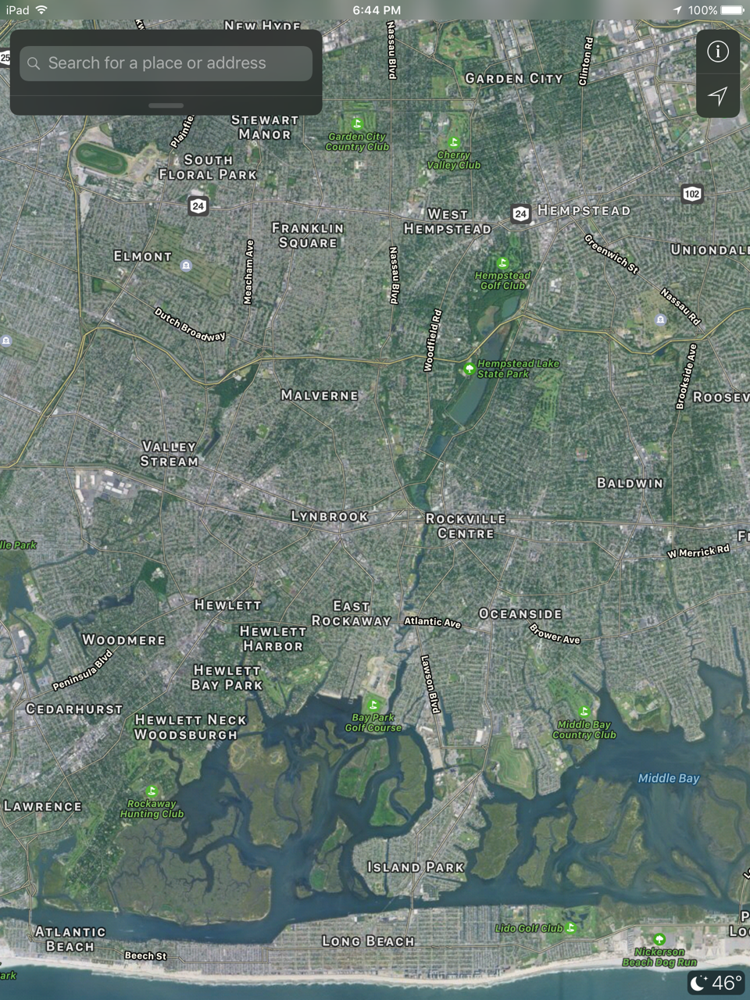 iPad
6:44 PM
100%
NEW HYDE
Nassau Blvd
Clinton Rd
25
Search for a place or address
GARDEN CITY
STEWART
MANOR
Garden City
Country Club
Cherry
Valley Club
SOUTH
FLORAL PARK
102
24
24
HEMPSTEAD
WEST
HEMPSTEAD
FRANKLIN
SQUARE
ELMONT
Meacham Ave
Nassau Blvd
Greenwich St
UNIONDAL
Hempstead
Golf Club
Nassau Rd
Dutch Broadway
Woodfield Rd
Hempstead Lake
State Park
Brookside Ave
MALVERNE
ROOSEV
VALLEY
STREAM
BALDWIN
LYNBROOK
ROCKVILLE
CENTRE
lle Park
W Merrick Rd
HEWLETT
EAST
ROCKAWAY
OCEANSIDE
Atlantic Ave
Brower Ave
HEWLETT
HARBOR
WOODMERE
Peninsula Blvd
HEWLETT
BAY PARK
Lawson Blvd
CEDARHURST
HEWLETT NECK
WOODSBURGH
Bay Park
Golf Course
Middle Bay
Country Club
Middle Bay
LAWRENCE
Rockaway
Hunting Club
ISLAND PARK
ATLANTIC
BEACH
LONG BEACH
Lido Golf Club
Beech St
Nickerson
Beach Dog Run
ark
46°